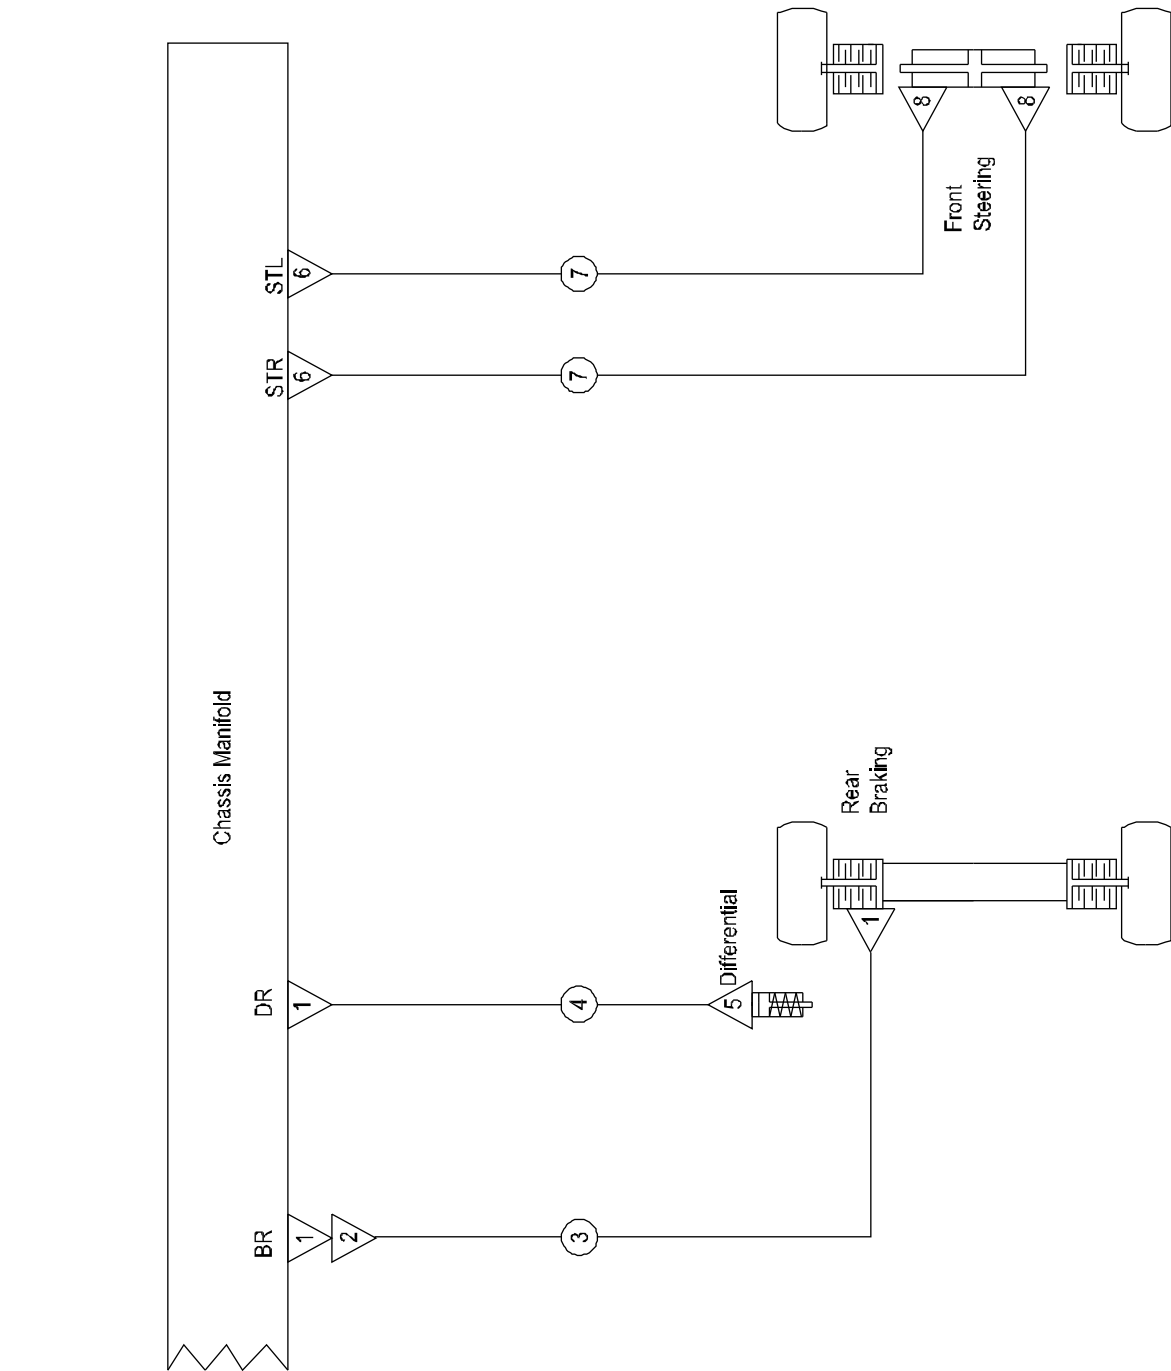 Chassis Manifold
BR
DR
STR
STL
1
2
1
6
6
3
4
7
7
5
Differential
1
Rear
Braking
8
8
Front
Steering